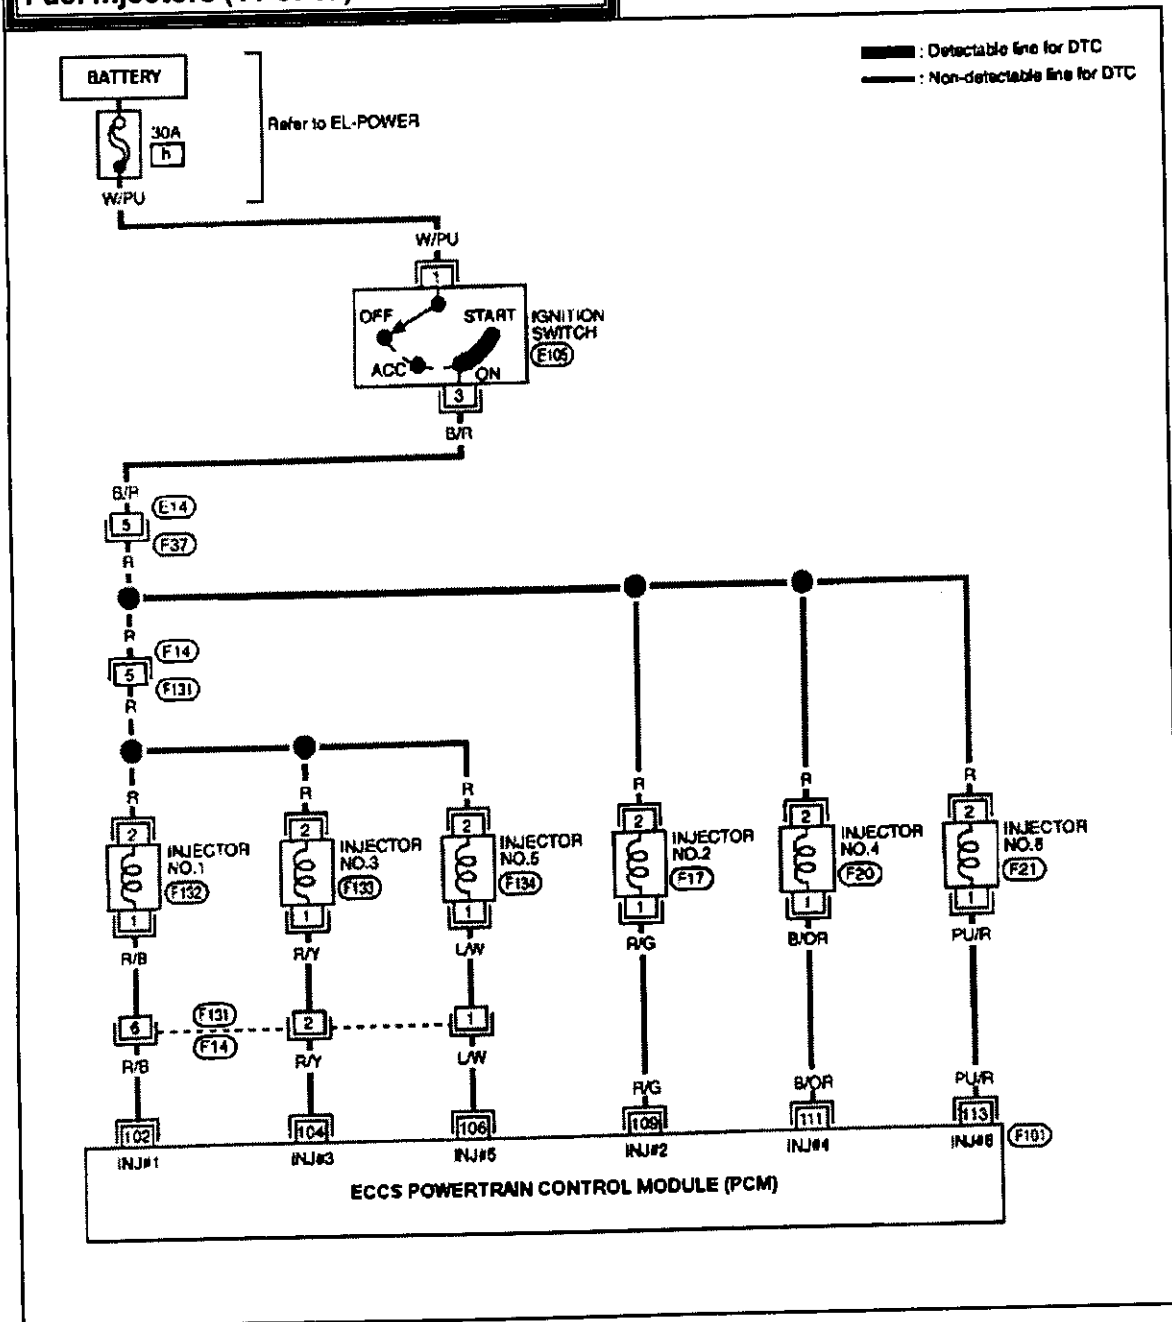 : Detectable line for DTC
: Non-detectable line for DTC
BATTERY
30A
h
Refer to EL-POWER
W/PU
W/PU
1
OFF
START
ACC
ON
IGNITION
SWITCH
E105
3
B/R
B/R
5
E14
F37
R
R
5
F14
F131
R
R
R
R
R
R
R
2
2
2
2
2
2
INJECTOR
NO.1
F132
INJECTOR
NO.3
F133
INJECTOR
NO.5
F134
INJECTOR
NO.2
F17
INJECTOR
NO.4
F20
INJECTOR
NO.6
F21
1
1
1
1
1
1
R/B
R/Y
L/W
R/G
B/OR
PU/R
6
F131
F14
2
1
R/B
R/Y
L/W
R/G
B/OR
PU/R
102
104
106
109
111
113
INJ#1
INJ#3
INJ#5
INJ#2
INJ#4
INJ#6
F101
ECCS POWERTRAIN CONTROL MODULE (PCM)